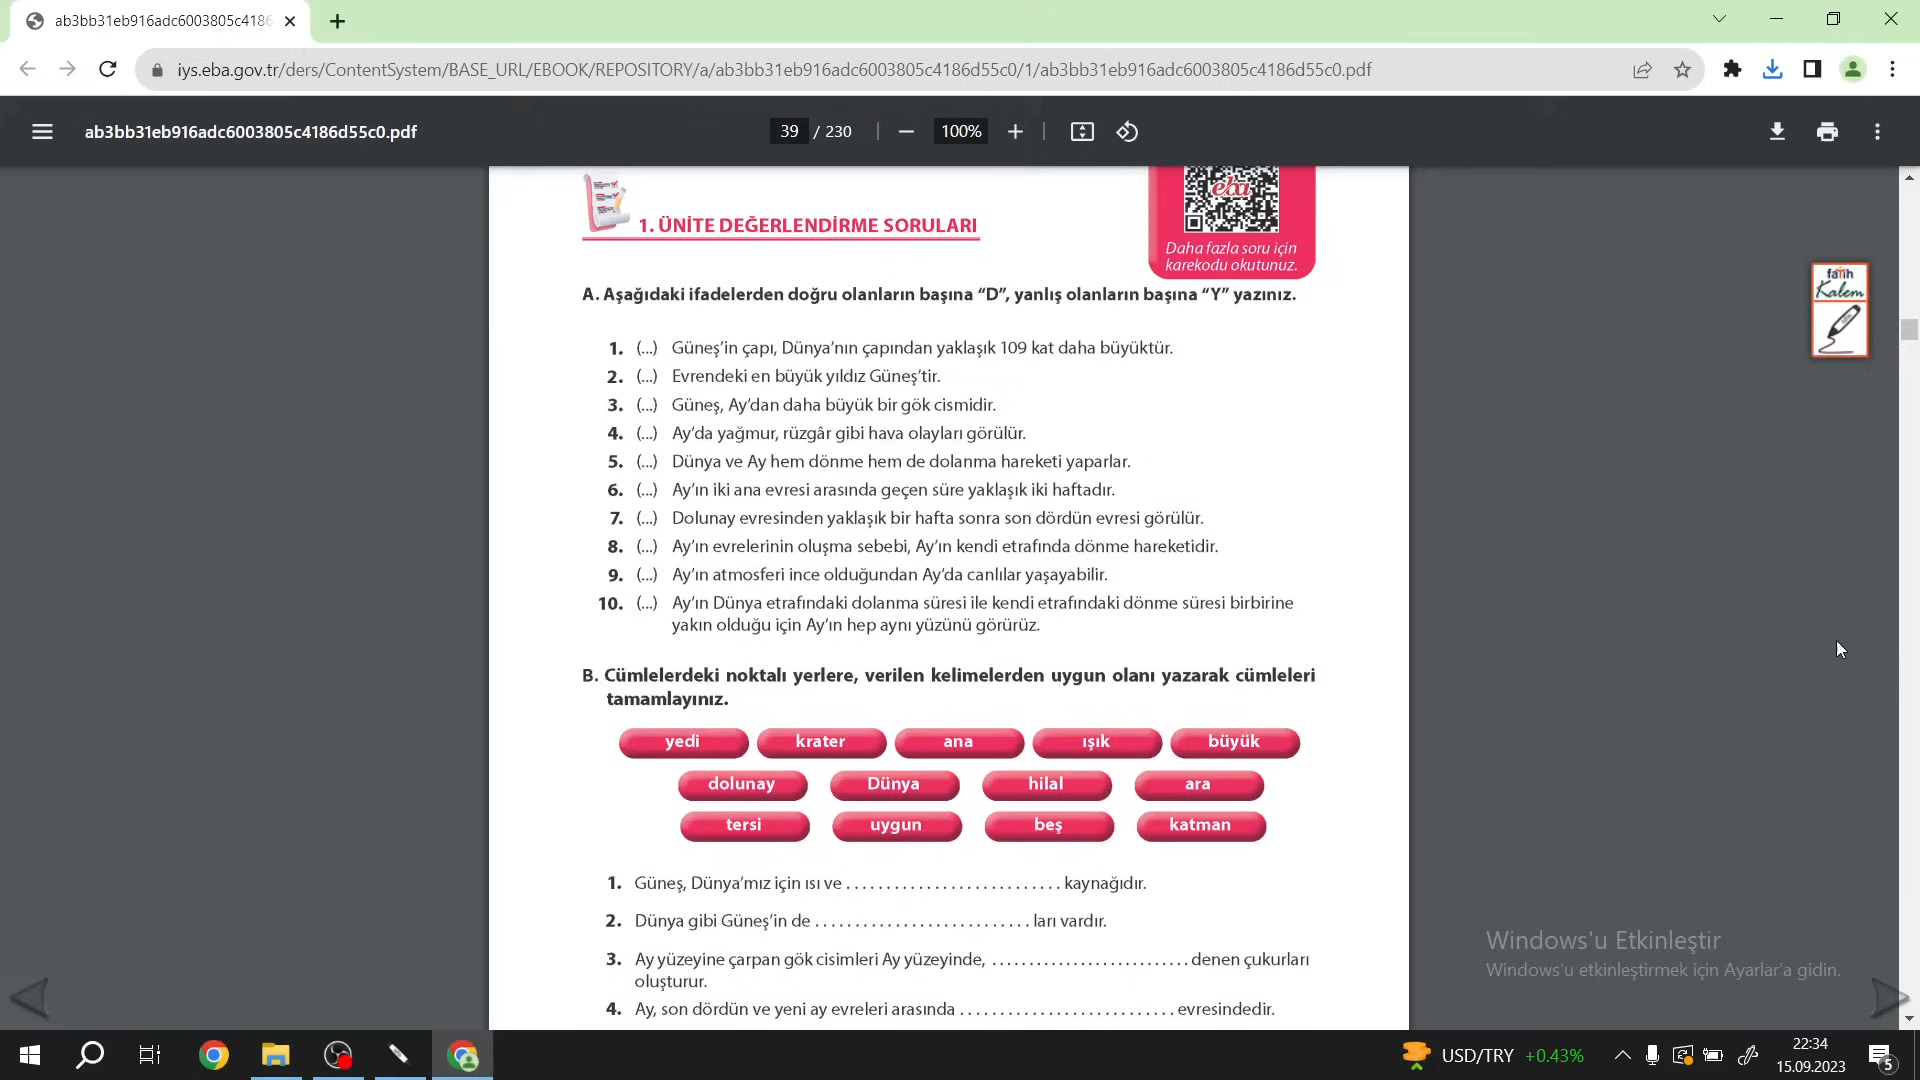 ab3bb31eb916adc6003805c4186
iys.eba.gov.tr/ders/ContentSystem/BASE_URL/EBOOK/REPOSITORY/a/ab3bb31eb916adc6003805c4186d55c0/1/ab3bb31eb916adc6003805c4186d55c0.pdf
ab3bb31eb916adc6003805c4186d55c0.pdf
39 / 230
100%
eba
1. ÜNİTE DEĞERLENDİRME SORULARI
Daha fazla soru için
karekodu okutunuz.
fatih
Kalem
A. Aşağıdaki ifadelerden doğru olanların başına “D”, yanlış olanların başına “Y” yazınız.
1. (...) Güneş’in çapı, Dünya’nın çapından yaklaşık 109 kat daha büyüktür.
2. (...) Evrendeki en büyük yıldız Güneş’tir.
3. (...) Güneş, Ay’dan daha büyük bir gök cismidir.
4. (...) Ay’da yağmur, rüzgâr gibi hava olayları görülür.
5. (...) Dünya ve Ay hem dönme hem de dolanma hareketi yaparlar.
6. (...) Ay’ın iki ana evresi arasında geçen süre yaklaşık iki haftadır.
7. (...) Dolunay evresinden yaklaşık bir hafta sonra son dördün evresi görülür.
8. (...) Ay’ın evrelerinin oluşma sebebi, Ay’ın kendi etrafında dönme hareketidir.
9. (...) Ay’ın atmosferi ince olduğundan Ay’da canlılar yaşayabilir.
10. (...) Ay’ın Dünya etrafındaki dolanma süresi ile kendi etrafındaki dönme süresi birbirine
yakın olduğu için Ay’ın hep aynı yüzünü görürüz.
B. Cümlelerdeki noktalı yerlere, verilen kelimelerden uygun olanı yazarak cümleleri
tamamlayınız.
yedi krater ana ışık büyük
dolunay Dünya hilal ara
tersi uygun beş katman
1. Güneş, Dünya’mız için ısı ve . . . . . . . . . . . . . . . . . . . . . . . . . . . kaynağıdır.
2. Dünya gibi Güneş’in de . . . . . . . . . . . . . . . . . . . . . . . . . . . ları vardır.
3. Ay yüzeyine çarpan gök cisimleri Ay yüzeyinde, . . . . . . . . . . . . . . . . . . . . . . . . . denen çukurları
oluşturur.
4. Ay, son dördün ve yeni ay evreleri arasında . . . . . . . . . . . . . . . . . . . . . . . . . . . evresindedir.
Windows'u Etkinleştir
Windows'u etkinleştirmek için Ayarlar'a gidin.
USD/TRY +0.43%
22:34
15.09.2023
5